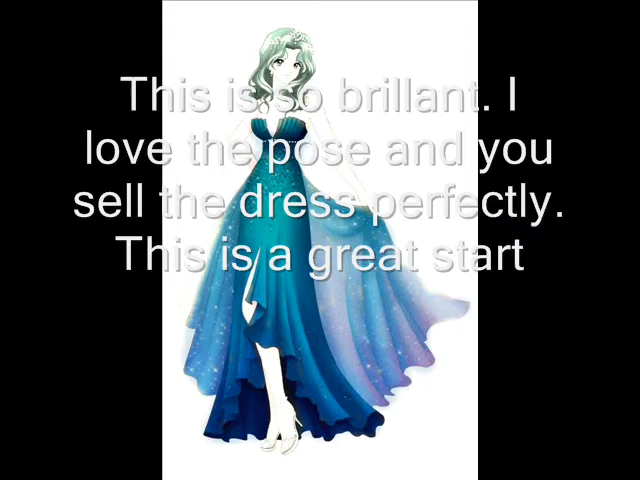 This is so brillant. I
love the pose and you
sell the dress perfectly.
This is a great start